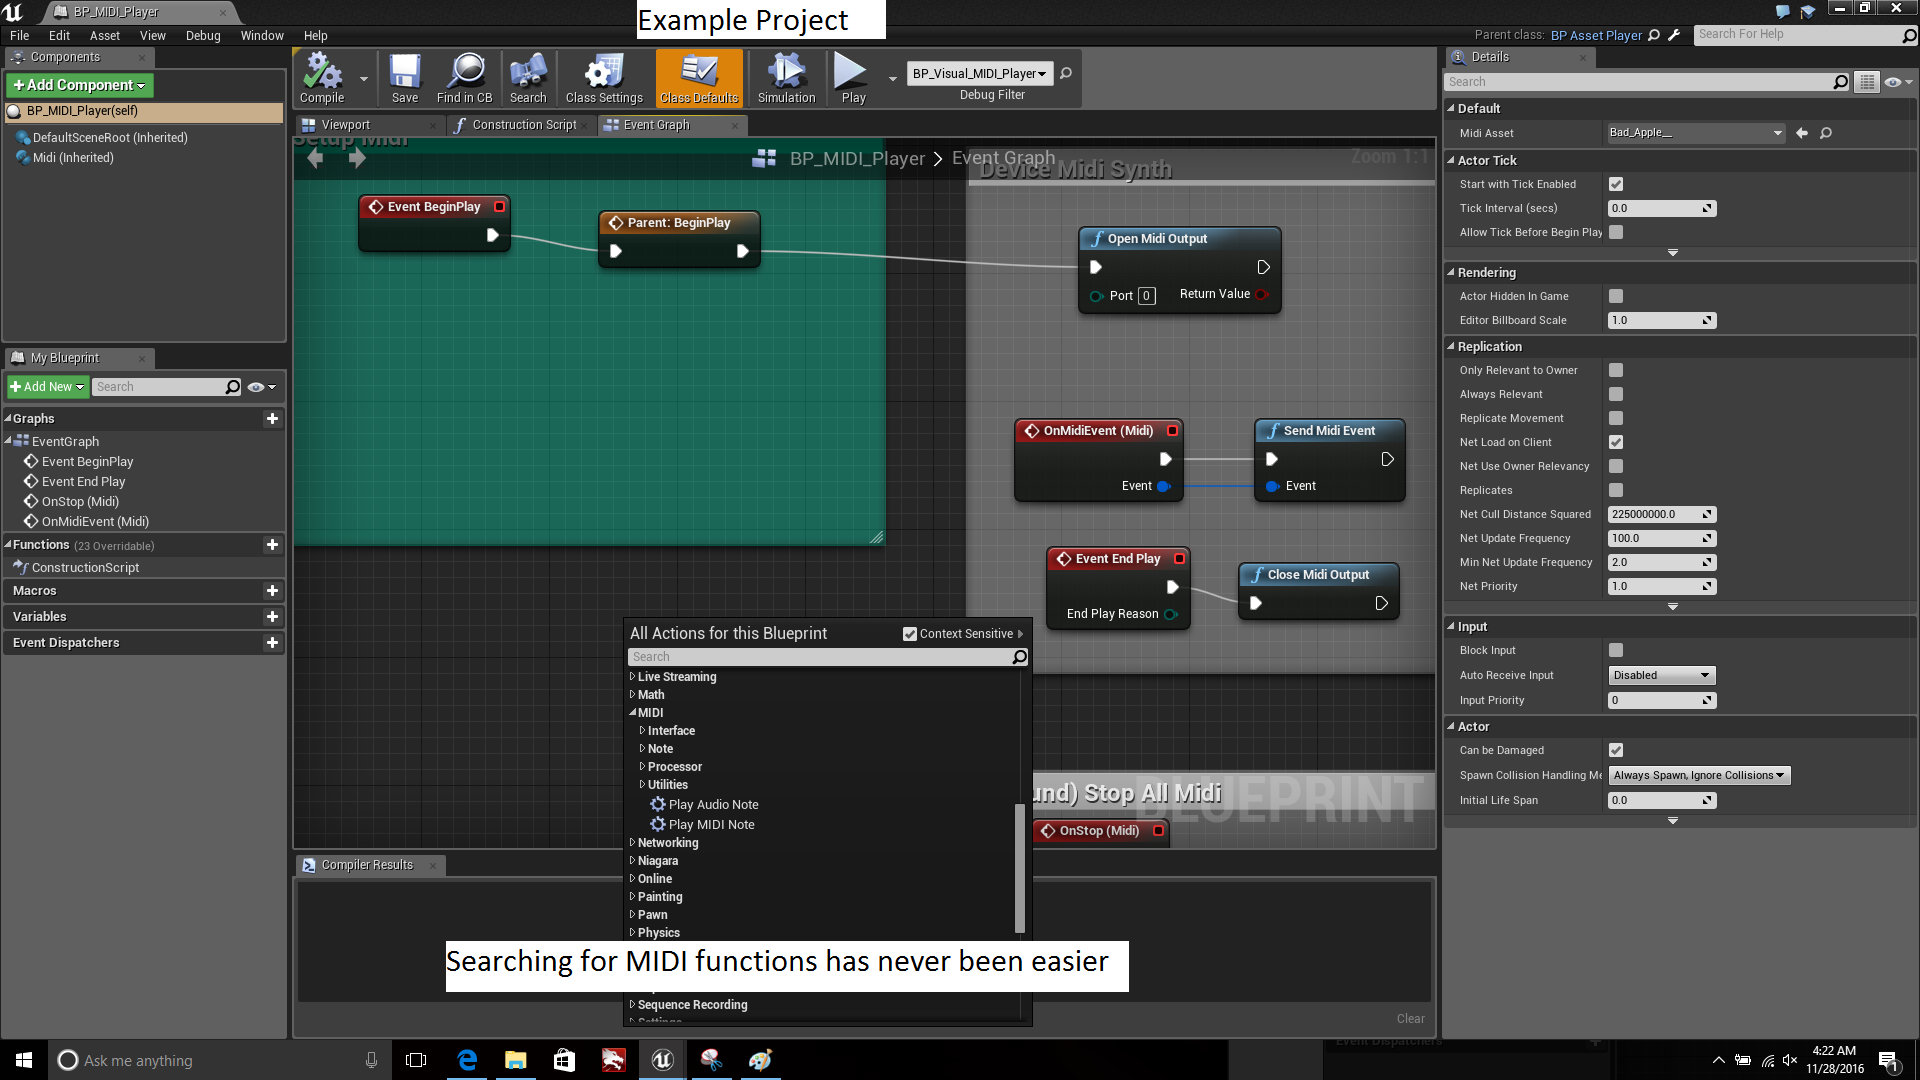 BP_MIDI_Player
Example Project
File Edit Asset View Debug Window Help
Parent class: BP Asset Player
Search For Help
Components
Add Component
BP_MIDI_Player(self)
DefaultSceneRoot (Inherited)
Midi (Inherited)
Compile Save Find in CB Search Class Settings Class Defaults Simulation Play
BP_Visual_MIDI_Player
Debug Filter
Viewport Construction Script Event Graph
Setup Midi
BP_MIDI_Player > Event Graph
Zoom 1:1
Device Midi Synth
Event BeginPlay
Parent: BeginPlay
Open Midi Output
Port 0 Return Value
OnMidiEvent (Midi)
Event
Send Midi Event
Event
Event End Play
End Play Reason
Close Midi Output
und) Stop All Midi
BLUEPRINT
OnStop (Midi)
My Blueprint
Add New
Search
Graphs
EventGraph
Event BeginPlay
Event End Play
OnStop (Midi)
OnMidiEvent (Midi)
Functions (23 Overridable)
ConstructionScript
Macros
Variables
Event Dispatchers
All Actions for this Blueprint
Context Sensitive
Search
Live Streaming
Math
MIDI
Interface
Note
Processor
Utilities
Play Audio Note
Play MIDI Note
Networking
Niagara
Online
Painting
Pawn
Physics
Sequence Recording
Settings
Compiler Results
Searching for MIDI functions has never been easier
Clear
Details
Search
Default
Midi Asset Bad_Apple__
Actor Tick
Start with Tick Enabled
Tick Interval (secs) 0.0
Allow Tick Before Begin Play
Rendering
Actor Hidden In Game
Editor Billboard Scale 1.0
Replication
Only Relevant to Owner
Always Relevant
Replicate Movement
Net Load on Client
Net Use Owner Relevancy
Replicates
Net Cull Distance Squared 225000000.0
Net Update Frequency 100.0
Min Net Update Frequency 2.0
Net Priority 1.0
Input
Block Input
Auto Receive Input Disabled
Input Priority 0
Actor
Can be Damaged
Spawn Collision Handling Me Always Spawn, Ignore Collisions
Initial Life Span 0.0
Event Dispatchers
Ask me anything
4:22 AM
11/28/2016
1